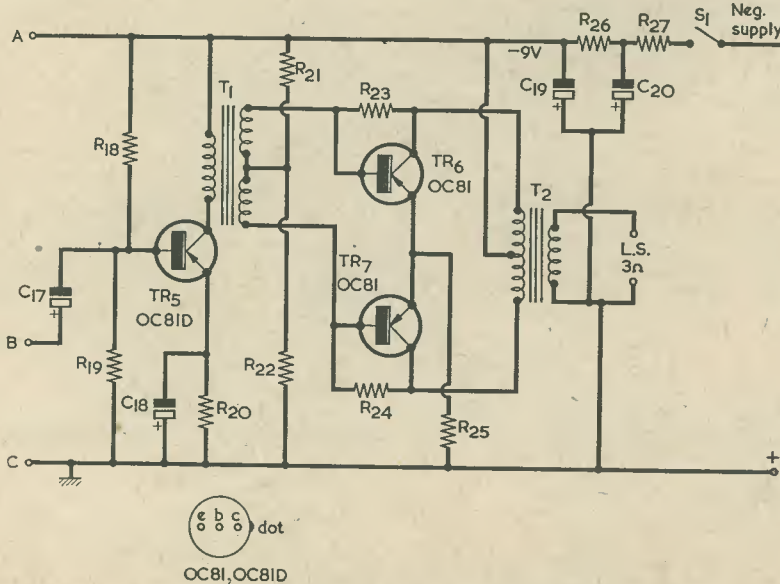 A
B
C
R18
R19
C17
TR5
OC81D
C18
R20
T1
R21
R22
R23
TR6
OC81
TR7
OC81
R24
R25
T2
-9V
R26
R27
S1
Neg.
supply
C19
C20
L.S.
3Ω
+
+
+
+
+
e b c
dot
OC81, OC81D